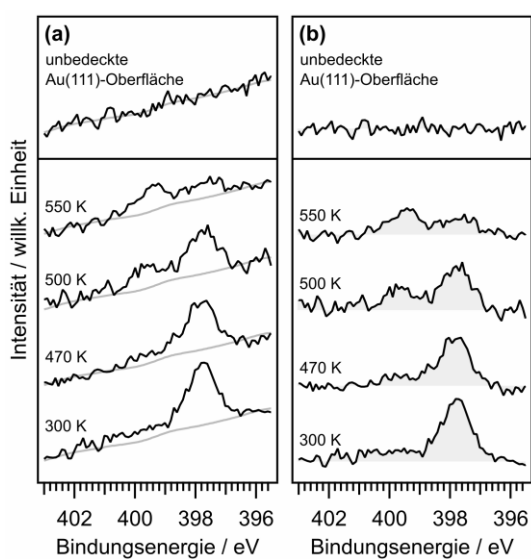 (a)
unbedeckte
Au(111)-Oberfläche
550 K
500 K
470 K
300 K
402 400 398 396
Bindungsenergie / eV
Intensität / willk. Einheit
(b)
unbedeckte
Au(111)-Oberfläche
550 K
500 K
470 K
300 K
402 400 398 396
Bindungsenergie / eV